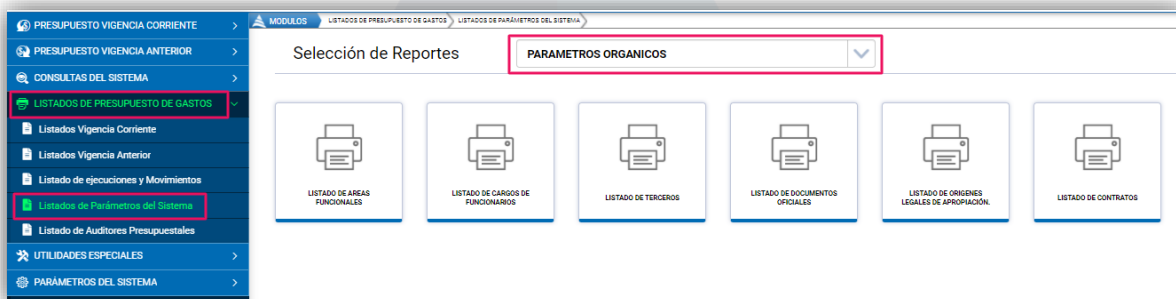 PRESUPUESTO VIGENCIA CORRIENTE
PRESUPUESTO VIGENCIA ANTERIOR
CONSULTAS DEL SISTEMA
LISTADOS DE PRESUPUESTO DE GASTOS
Listados Vigencia Corriente
Listados Vigencia Anterior
Listado de ejecuciones y Movimientos
Listados de Parámetros del Sistema
Listado de Auditores Presupuestales
UTILIDADES ESPECIALES
PARÁMETROS DEL SISTEMA
MODULOS
LISTADOS DE PRESUPUESTO DE GASTOS
LISTADOS DE PARÁMETROS DEL SISTEMA
Selección de Reportes
PARAMETROS ORGANICOS
LISTADO DE AREAS
FUNCIONALES
LISTADO DE CARGOS DE
FUNCIONARIOS
LISTADO DE TERCEROS
LISTADO DE DOCUMENTOS
OFICIALES
LISTADO DE ORIGENES
LEGALES DE APROPIACIÓN.
LISTADO DE CONTRATOS